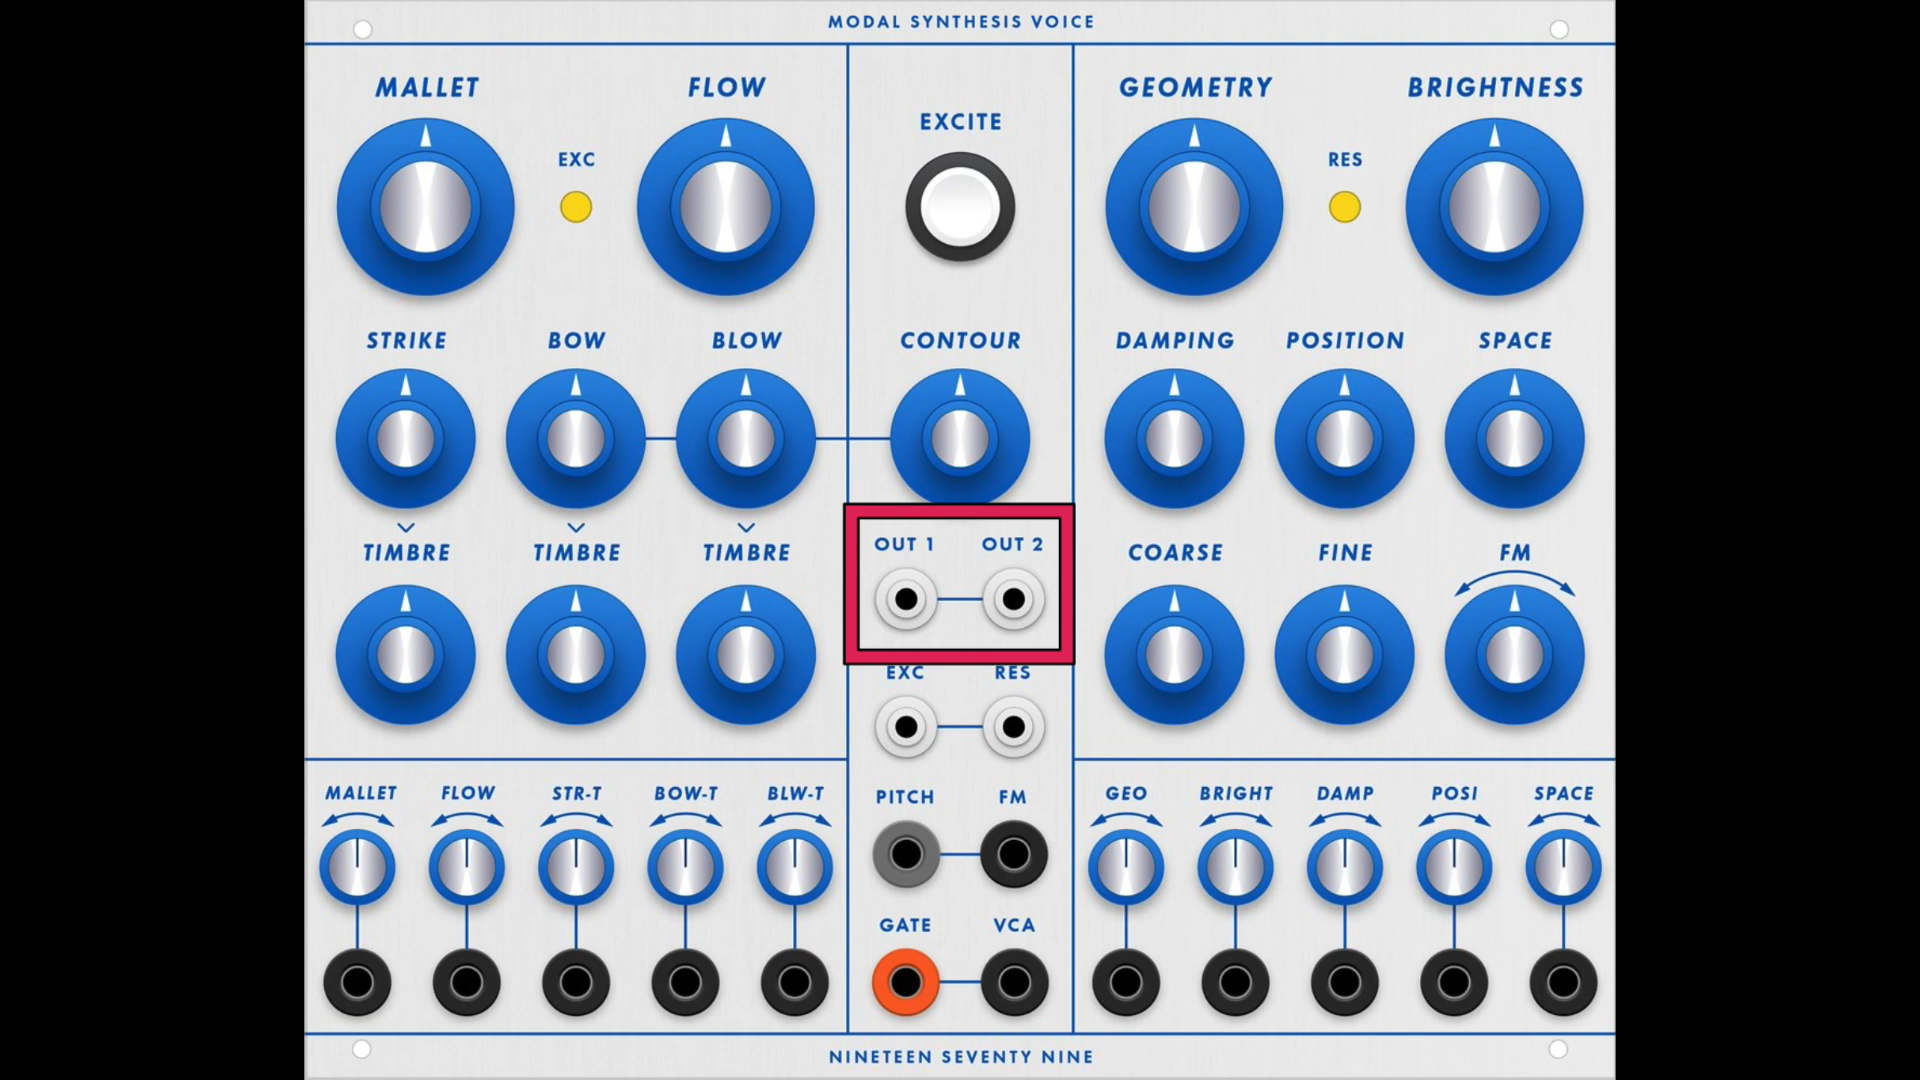 MODAL SYNTHESIS VOICE
MALLET
FLOW
EXC
EXCITE
GEOMETRY
BRIGHTNESS
RES
STRIKE
BOW
BLOW
CONTOUR
DAMPING
POSITION
SPACE
TIMBRE
TIMBRE
TIMBRE
OUT 1
OUT 2
COARSE
FINE
FM
EXC
RES
MALLET
FLOW
STR-T
BOW-T
BLW-T
PITCH
FM
GEO
BRIGHT
DAMP
POSI
SPACE
GATE
VCA
NINETEEN SEVENTY NINE